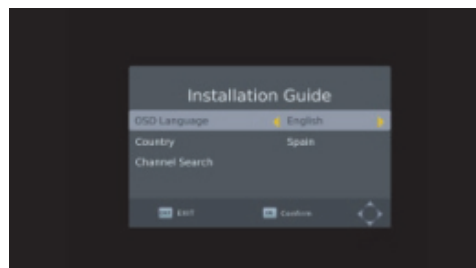 Installation Guide
OSD Language English
Country Spain
Channel Search
EXIT Confirm